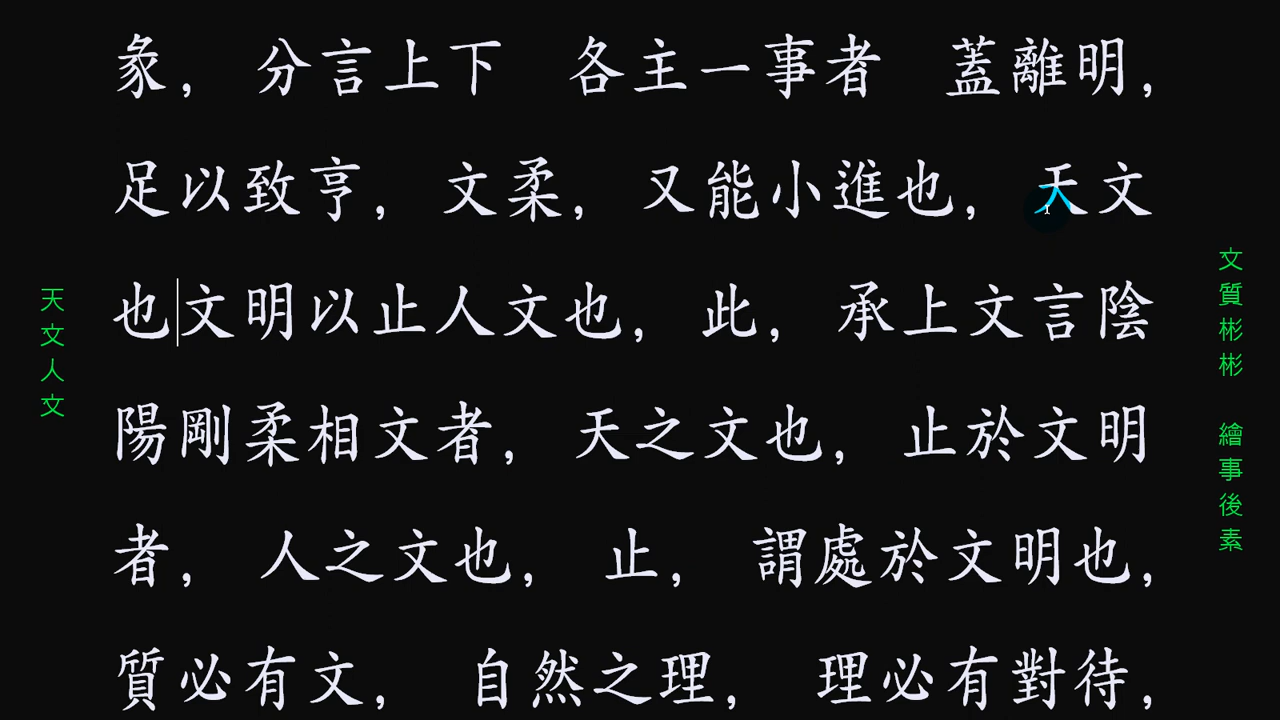 彖， 分言上下 各主一事者 蓋離明，
足以致亨， 文柔， 又能小進也， 天文
也文明以止人文也， 此， 承上文言陰
陽剛柔相文者， 天之文也， 止於文明
者， 人之文也， 止， 謂處於文明也，
質必有文， 自然之理， 理必有對待，
天文人文
文質彬彬 繪事後素